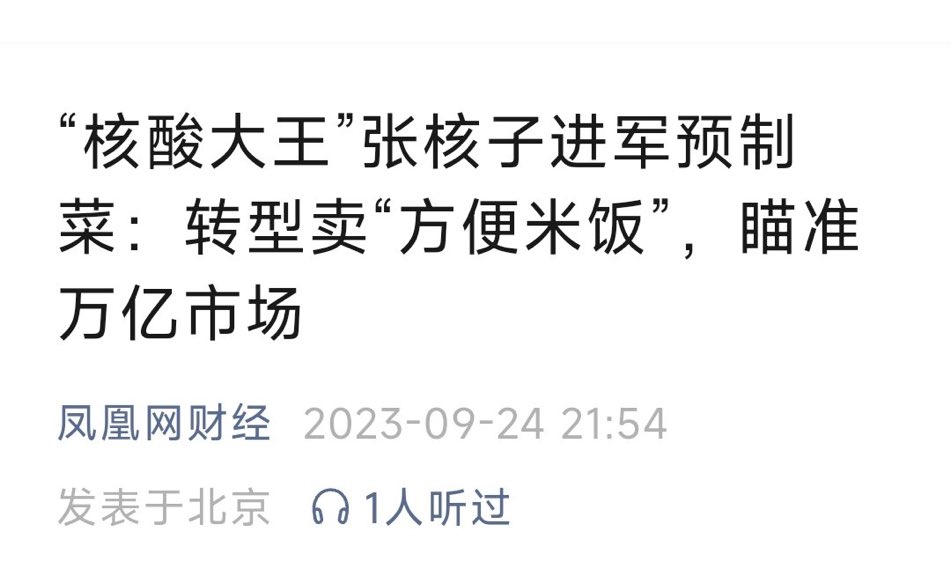 “核酸大王”张核子进军预制
菜：转型卖“方便米饭”，瞄准
万亿市场
凤凰网财经 2023-09-24 21:54
发表于北京 1人听过